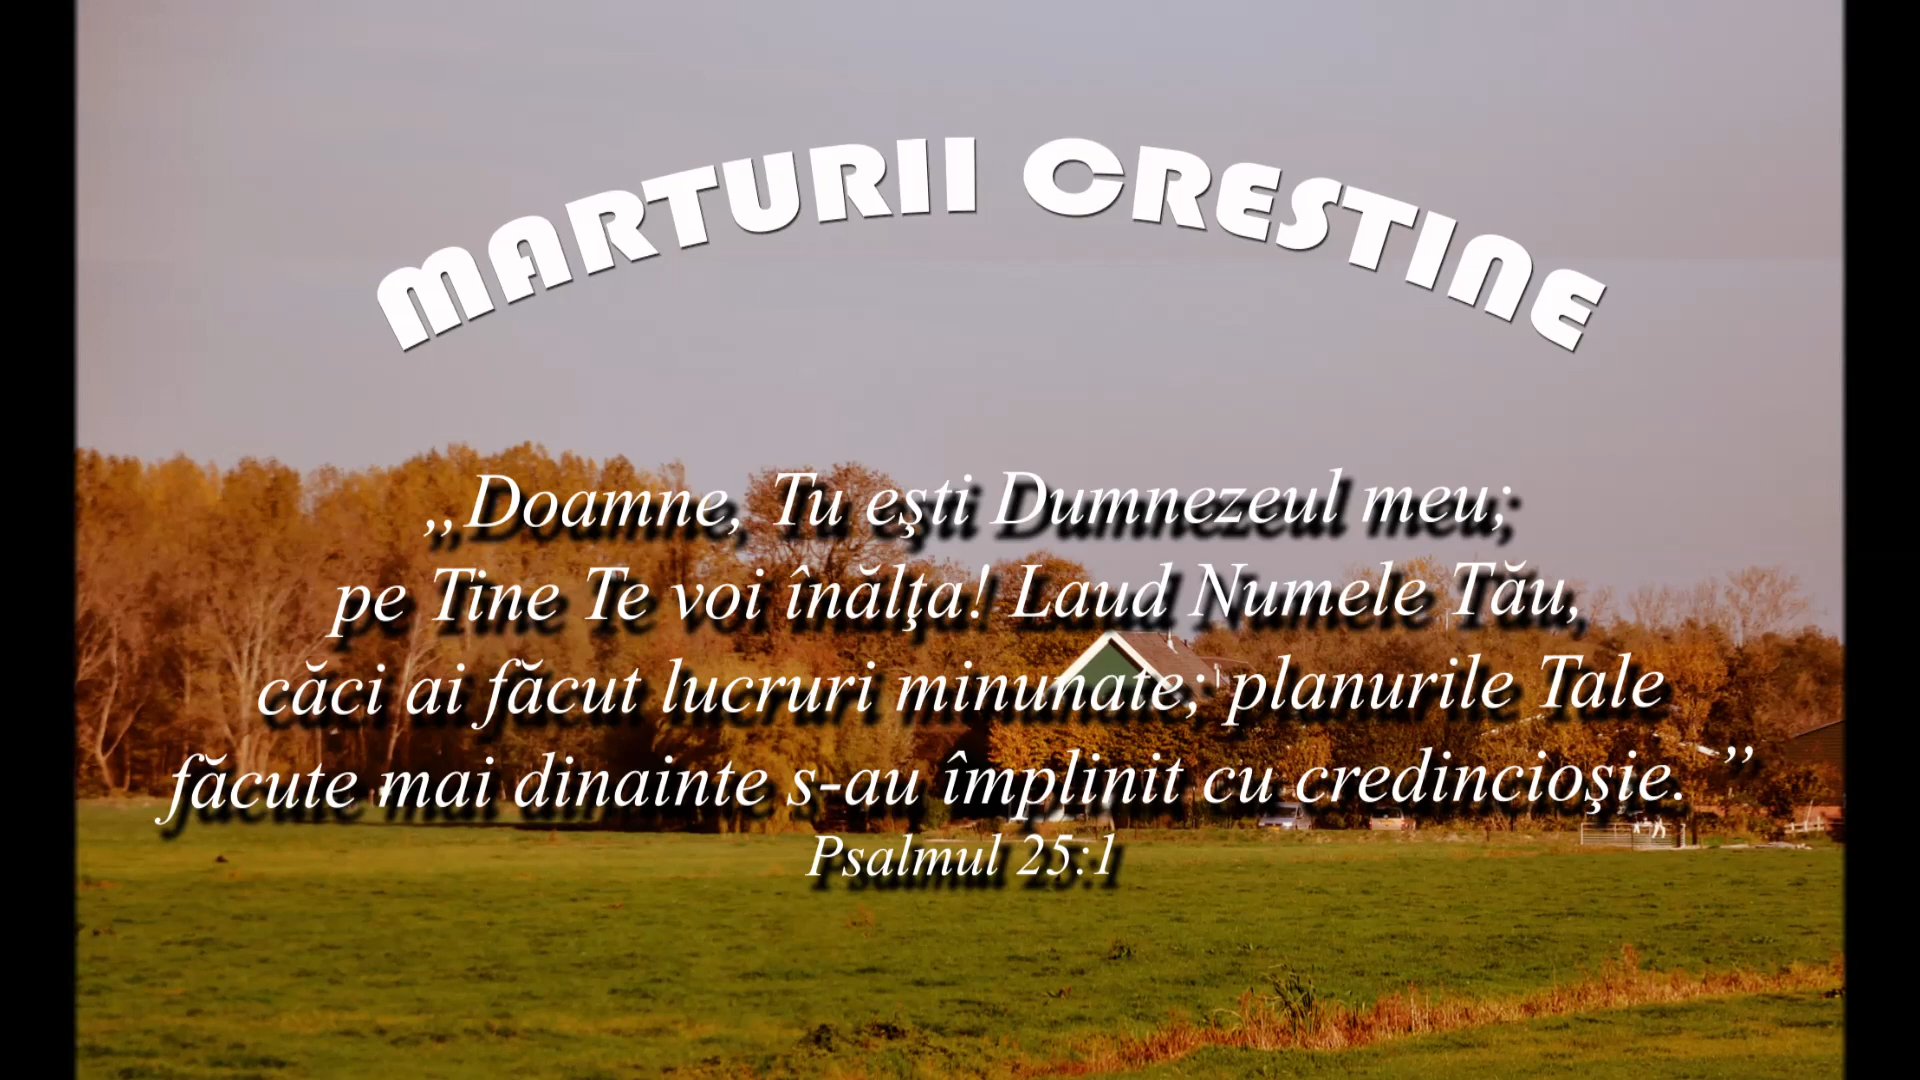 MARTURII CRESTINE
„Doamne, Tu eşti Dumnezeul meu;
pe Tine Te voi înălţa! Laud Numele Tău,
căci ai făcut lucruri minunate; planurile Tale
făcute mai dinainte s-au împlinit cu credincioşie. ”
Psalmul 25:1